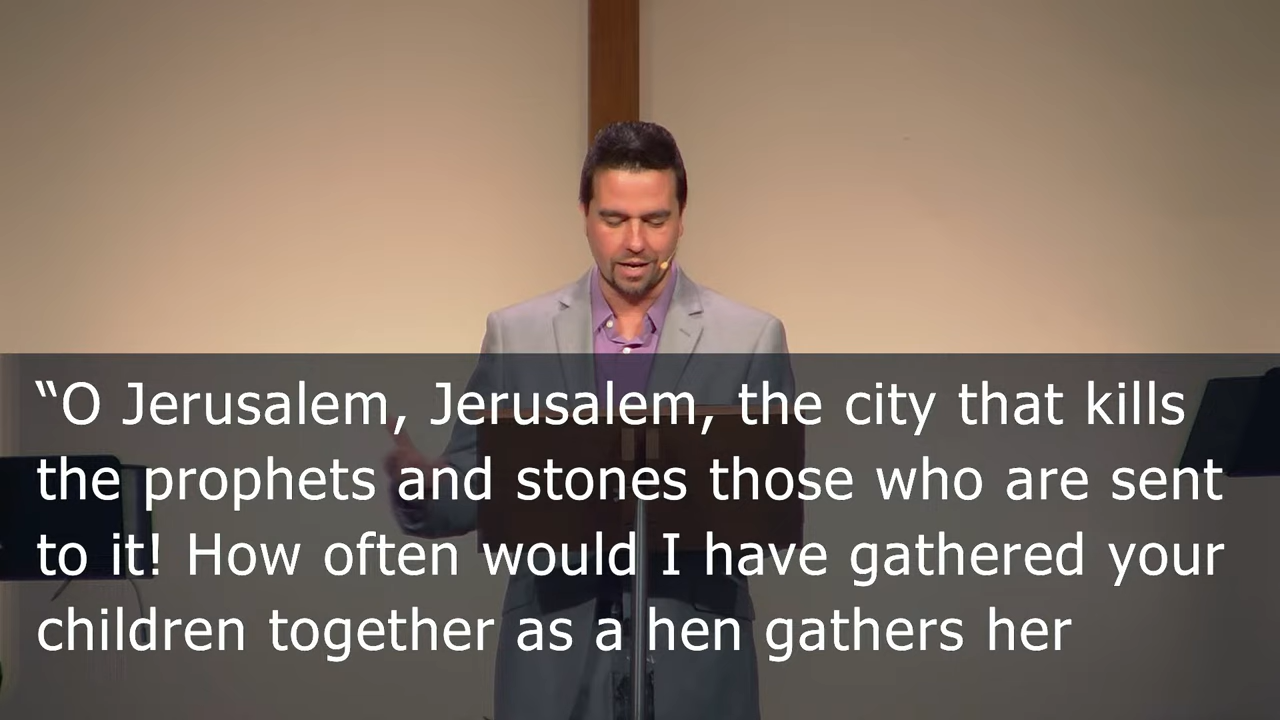 “O Jerusalem, Jerusalem, the city that kills
the prophets and stones those who are sent
to it! How often would I have gathered your
children together as a hen gathers her